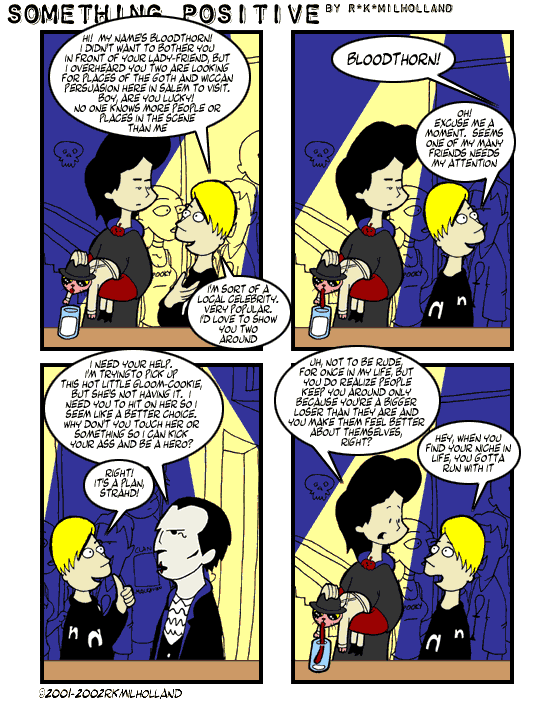 SOMETHING POSITIVE BY R*K*MILHOLLAND
HI! MY NAME'S BLOODTHORN!
I DIDN'T WANT TO BOTHER YOU
IN FRONT OF YOUR LADY-FRIEND, BUT
I OVERHEARD YOU TWO ARE LOOKING
FOR PLACES OF THE GOTH AND WICCAN
PERSUASION HERE IN SALEM TO VISIT.
BOY, ARE YOU LUCKY!
NO ONE KNOWS MORE PEOPLE OR
PLACES IN THE SCENE
THAN ME
I'M SORT OF A
LOCAL CELEBRITY.
VERY POPULAR.
I'D LOVE TO SHOW
YOU TWO
AROUND
BLOODTHORN!
OH!
EXCUSE ME A
MOMENT. SEEMS
ONE OF MY MANY
FRIENDS NEEDS
MY ATTENTION
I NEED YOUR HELP.
I'M TRYINGTO PICK UP
THIS HOT LITTLE GLOOM-COOKIE,
BUT SHE'S NOT HAVING IT. I
NEED YOU TO HIT ON HER SO I
SEEM LIKE A BETTER CHOICE.
WHY DON'T YOU TOUCH HER OR
SOMETHING SO I CAN KICK
YOUR ASS AND BE A HERO?
RIGHT!
IT'S A PLAN,
STRAHD!
CLAN
UH, NOT TO BE RUDE,
FOR ONCE IN MY LIFE, BUT
YOU DO REALIZE PEOPLE
KEEP YOU AROUND ONLY
BECAUSE YOU'RE A BIGGER
LOSER THAN THEY ARE AND
YOU MAKE THEM FEEL BETTER
ABOUT THEMSELVES,
RIGHT?
HEY, WHEN YOU
FIND YOUR NICHE IN
LIFE, YOU GOTTA
RUN WITH IT
©2001-2002RKMILHOLLAND